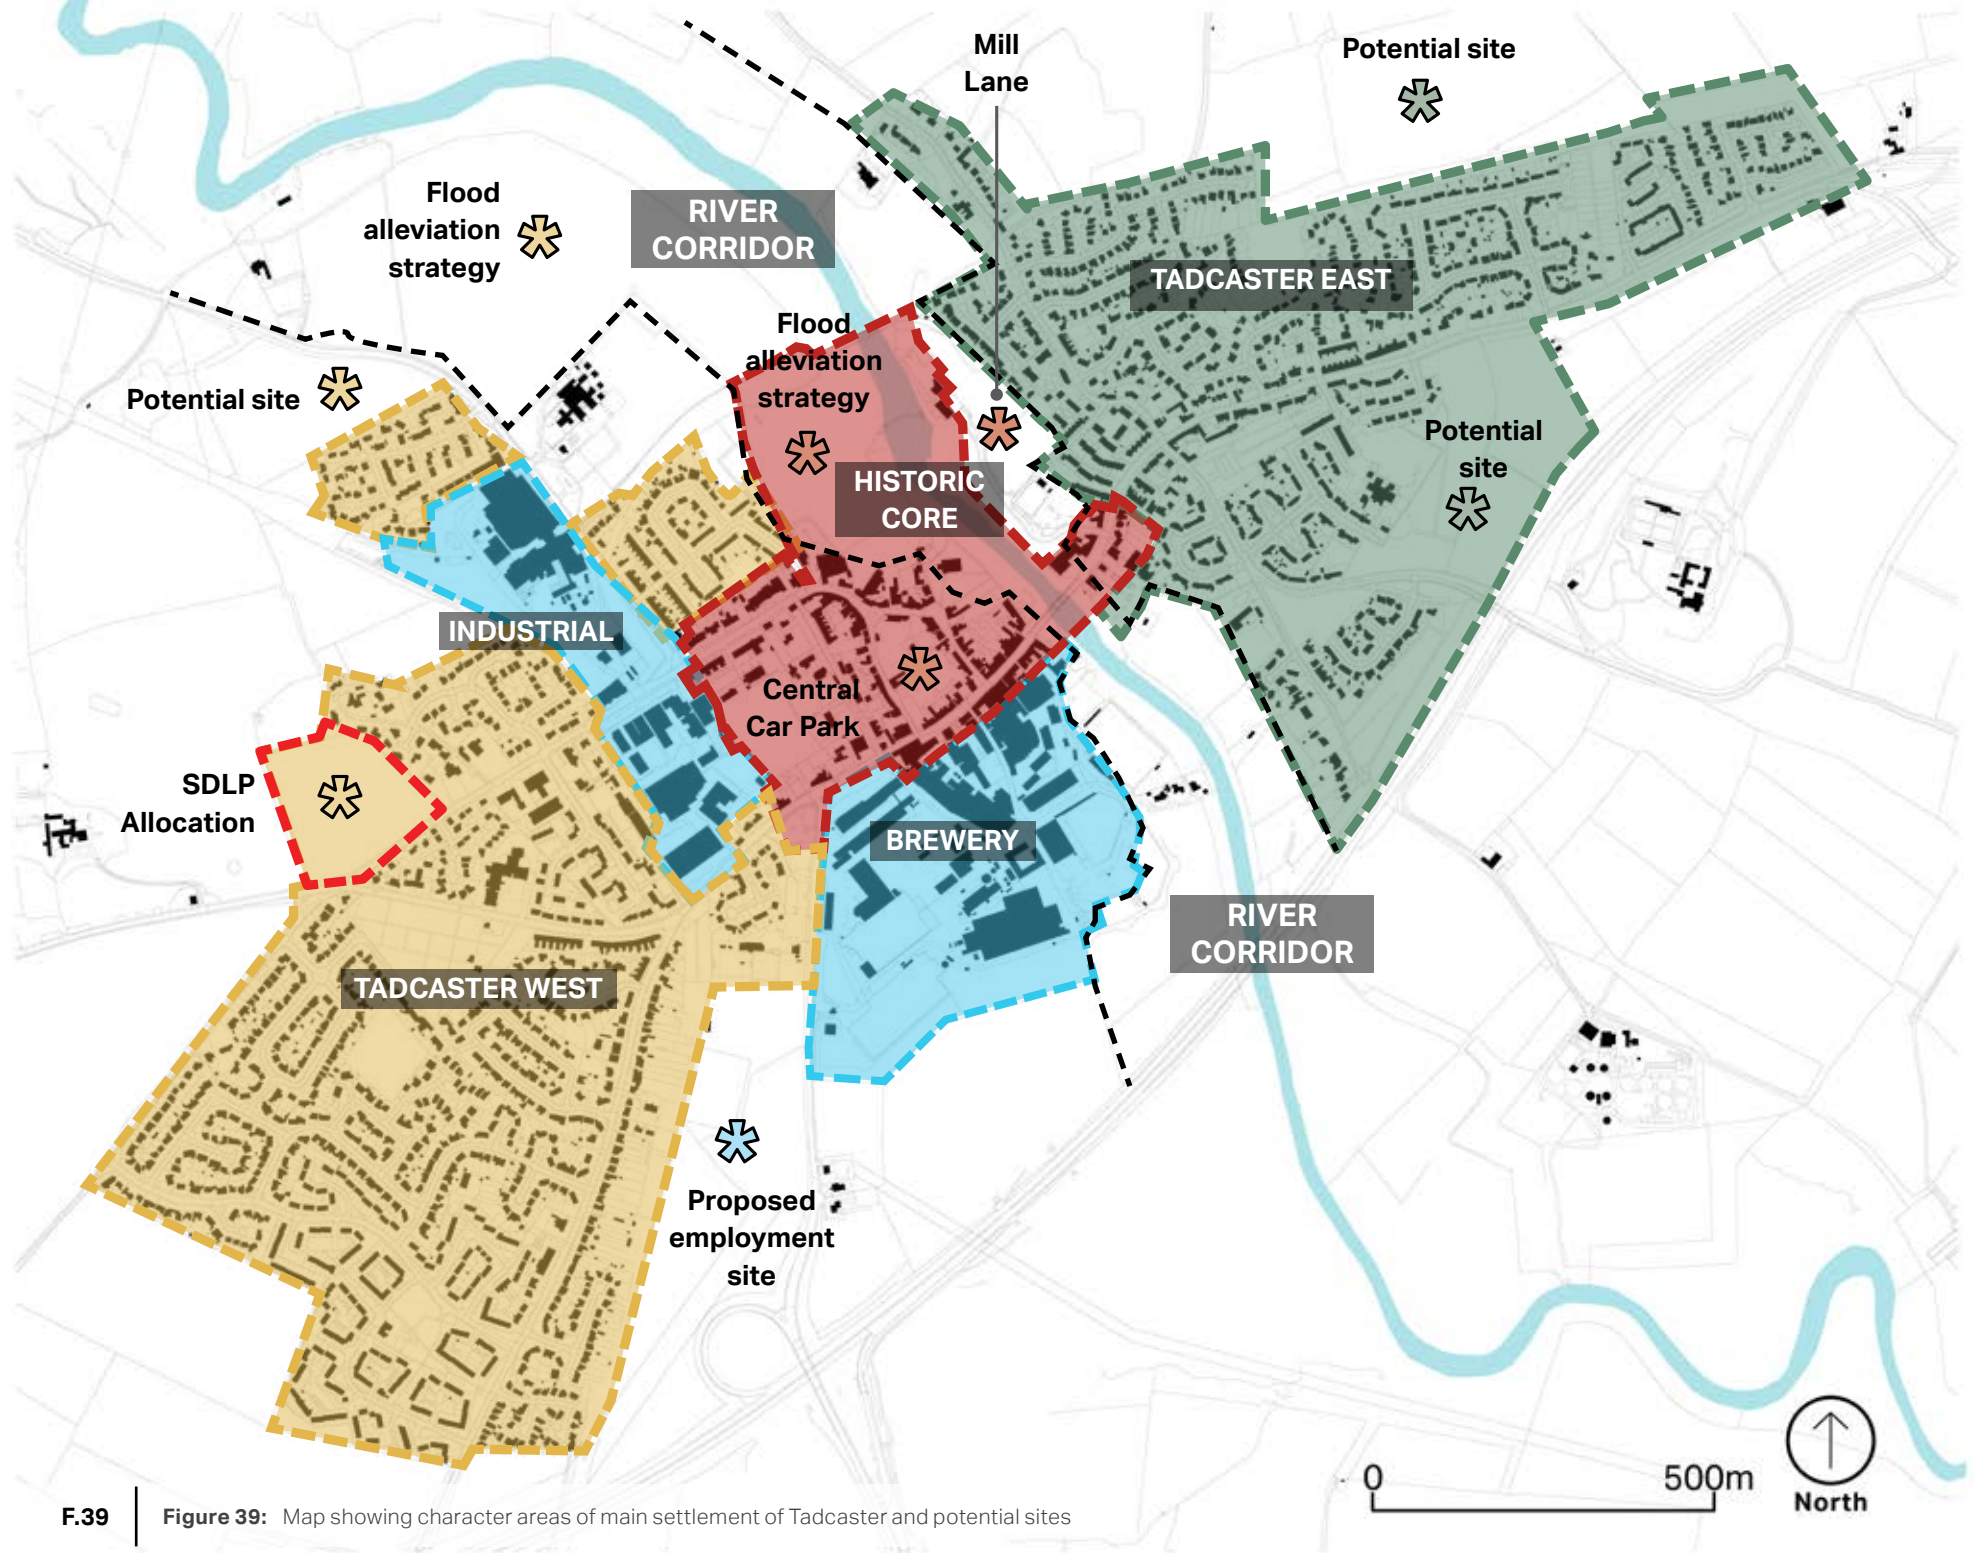 Mill
Lane
Potential site
Flood
alleviation
strategy
RIVER
CORRIDOR
TADCASTER EAST
Flood
alleviation
strategy
Potential site
Potential
site
HISTORIC
CORE
INDUSTRIAL
Central
Car Park
SDLP
Allocation
BREWERY
RIVER
CORRIDOR
TADCASTER WEST
Proposed
employment
site
0 500m
North
F.39 Figure 39: Map showing character areas of main settlement of Tadcaster and potential sites